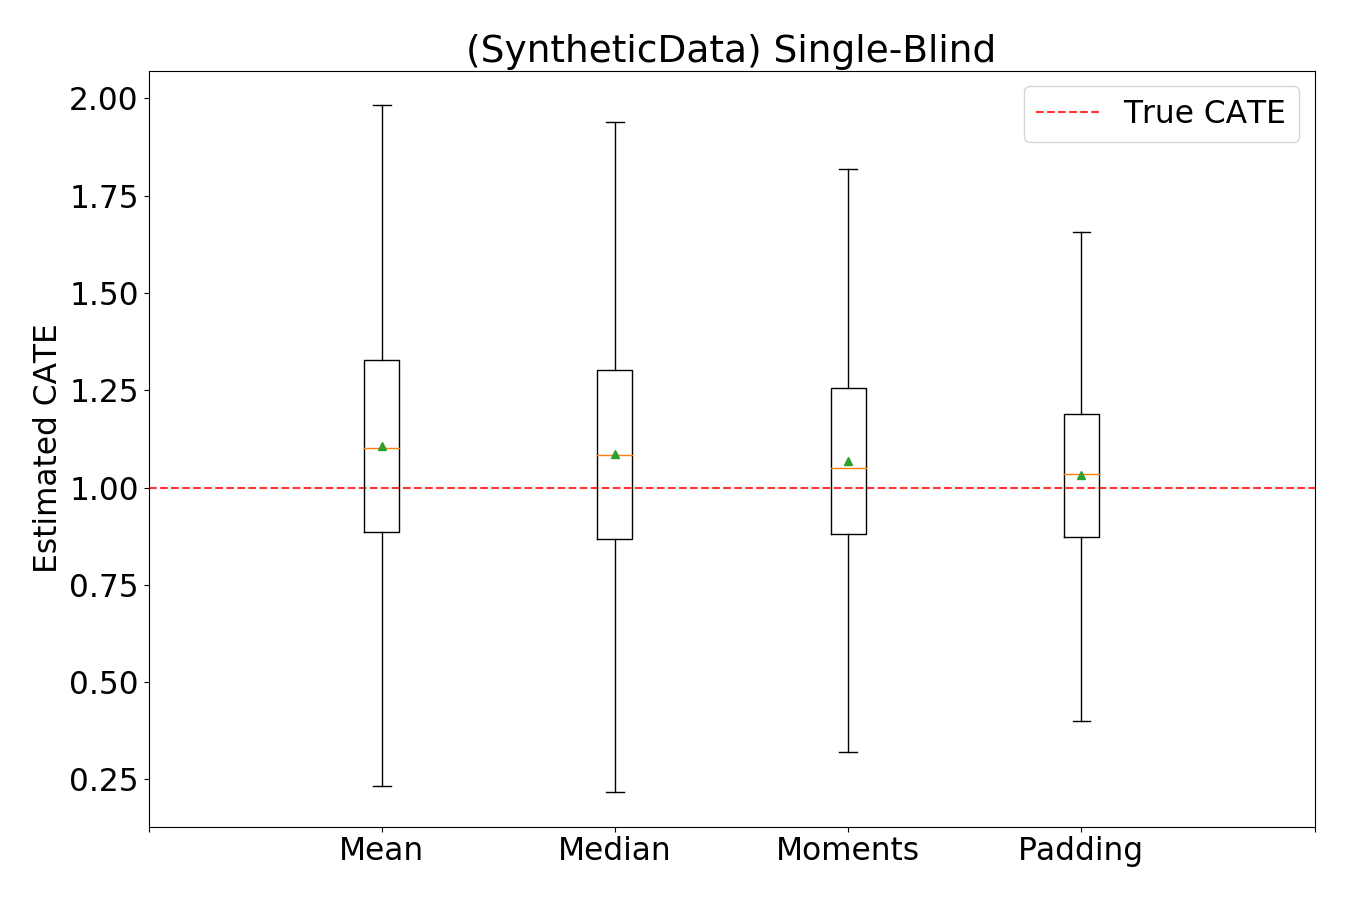 (SyntheticData) Single-Blind
True CATE
Estimated CATE
2.00
1.75
1.50
1.25
1.00
0.75
0.50
0.25
Mean Median Moments Padding